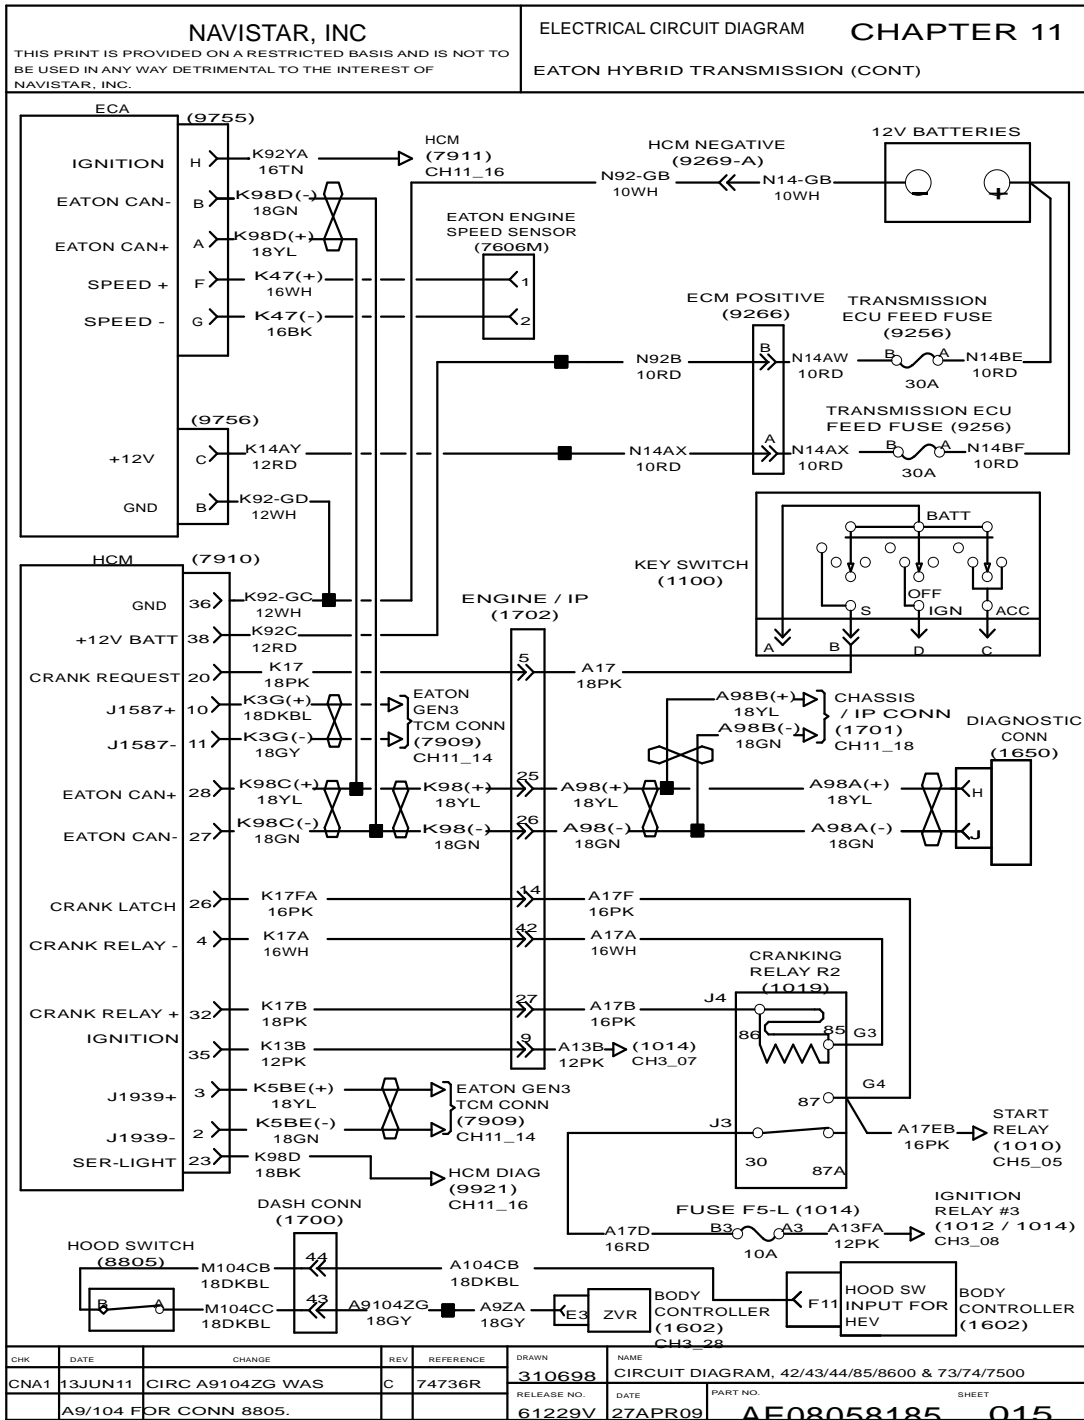 NAVISTAR, INC
THIS PRINT IS PROVIDED ON A RESTRICTED BASIS AND IS NOT TO
BE USED IN ANY WAY DETRIMENTAL TO THE INTEREST OF
NAVISTAR, INC.
ELECTRICAL CIRCUIT DIAGRAM
CHAPTER 11
EATON HYBRID TRANSMISSION (CONT)
ECA
(9755)
IGNITION H K92YA 16TN
HCM
(7911)
CH11_16
EATON CAN- B K98D(-) 18GN
EATON CAN+ A K98D(+) 18YL
SPEED + F K47(+) 16WH
SPEED - G K47(-) 16BK
EATON ENGINE
SPEED SENSOR
(7606M)
1
2
HCM NEGATIVE
(9269-A)
N92-GB 10WH
N14-GB 10WH
12V BATTERIES
- +
ECM POSITIVE
(9266)
TRANSMISSION
ECU FEED FUSE
(9256)
N92B 10RD
B
N14AW 10RD
B A
30A
N14BE 10RD
TRANSMISSION ECU
FEED FUSE (9256)
N14AX 10RD
A
N14AX 10RD
B A
30A
N14BF 10RD
(9756)
+12V C K14AY 12RD
GND B K92-GD 12WH
KEY SWITCH
(1100)
BATT
OFF
S IGN ACC
A B D C
HCM
(7910)
GND 36 K92-GC 12WH
+12V BATT 38 K92C 12RD
CRANK REQUEST 20 K17 18PK
J1587+ 10 K3G(+) 18DKBL
J1587- 11 K3G(-) 18GY
EATON
GEN3
TCM CONN
(7909)
CH11_14
EATON CAN+ 28 K98C(+) 18YL
K98(+) 18YL
EATON CAN- 27 K98C(-) 18GN
K98(-) 18GN
ENGINE / IP
(1702)
5 A17 18PK
25 A98(+) 18YL
26 A98(-) 18GN
A98B(+) 18YL
A98B(-) 18GN
CHASSIS
/ IP CONN
(1701)
CH11_18
DIAGNOSTIC
CONN
(1650)
A98A(+) 18YL H
A98A(-) 18GN J
CRANK LATCH 26 K17FA 16PK
14 A17F 16PK
CRANK RELAY - 4 K17A 16WH
42 A17A 16WH
CRANKING
RELAY R2
(1019)
CRANK RELAY + 32 K17B 18PK
27 A17B 16PK
J4
86 85 G3
IGNITION 35 K13B 12PK
9 A13B 12PK
(1014)
CH3_07
87 G4
J3
30 87A
A17EB 16PK
START
RELAY
(1010)
CH5_05
J1939+ 3 K5BE(+) 18YL
J1939- 2 K5BE(-) 18GN
EATON GEN3
TCM CONN
(7909)
CH11_14
SER-LIGHT 23 K98D 18BK
HCM DIAG
(9921)
CH11_16
A17D 16RD
FUSE F5-L (1014)
B3 A3
10A
A13FA 12PK
IGNITION
RELAY #3
(1012 / 1014)
CH3_08
DASH CONN
(1700)
HOOD SWITCH
(8805)
B A
M104CB 18DKBL
44
A104CB 18DKBL
M104CC 18DKBL
43
A9104ZG 18GY
A9ZA 18GY
E3 ZVR
BODY
CONTROLLER
(1602)
CH3_28
F11
HOOD SW
INPUT FOR
HEV
BODY
CONTROLLER
(1602)
CHK DATE CHANGE REV REFERENCE
CNA1 13JUN11 CIRC A9104ZG WAS C 74736R
A9/104 FOR CONN 8805.
DRAWN
310698
NAME
CIRCUIT DIAGRAM, 42/43/44/85/8600 & 73/74/7500
RELEASE NO.
61229V
DATE
27APR09
PART NO.
AE08058185
SHEET
015